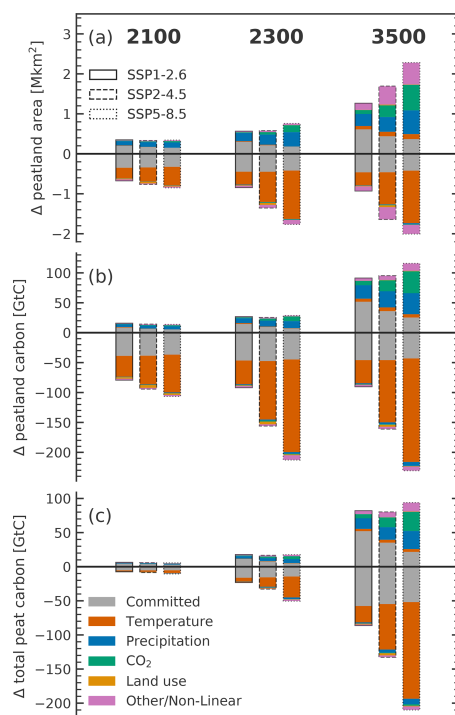 (a) 2100 2300 3500
SSP1-2.6
SSP2-4.5
SSP5-8.5
3
2
1
0
−1
−2
Δ peatland area [Mkm²]
(b)
100
50
0
−50
−100
−150
−200
Δ peatland carbon [GtC]
(c)
100
50
0
−50
−100
−150
−200
Δ total peat carbon [GtC]
Committed
Temperature
Precipitation
CO₂
Land use
Other/Non-Linear